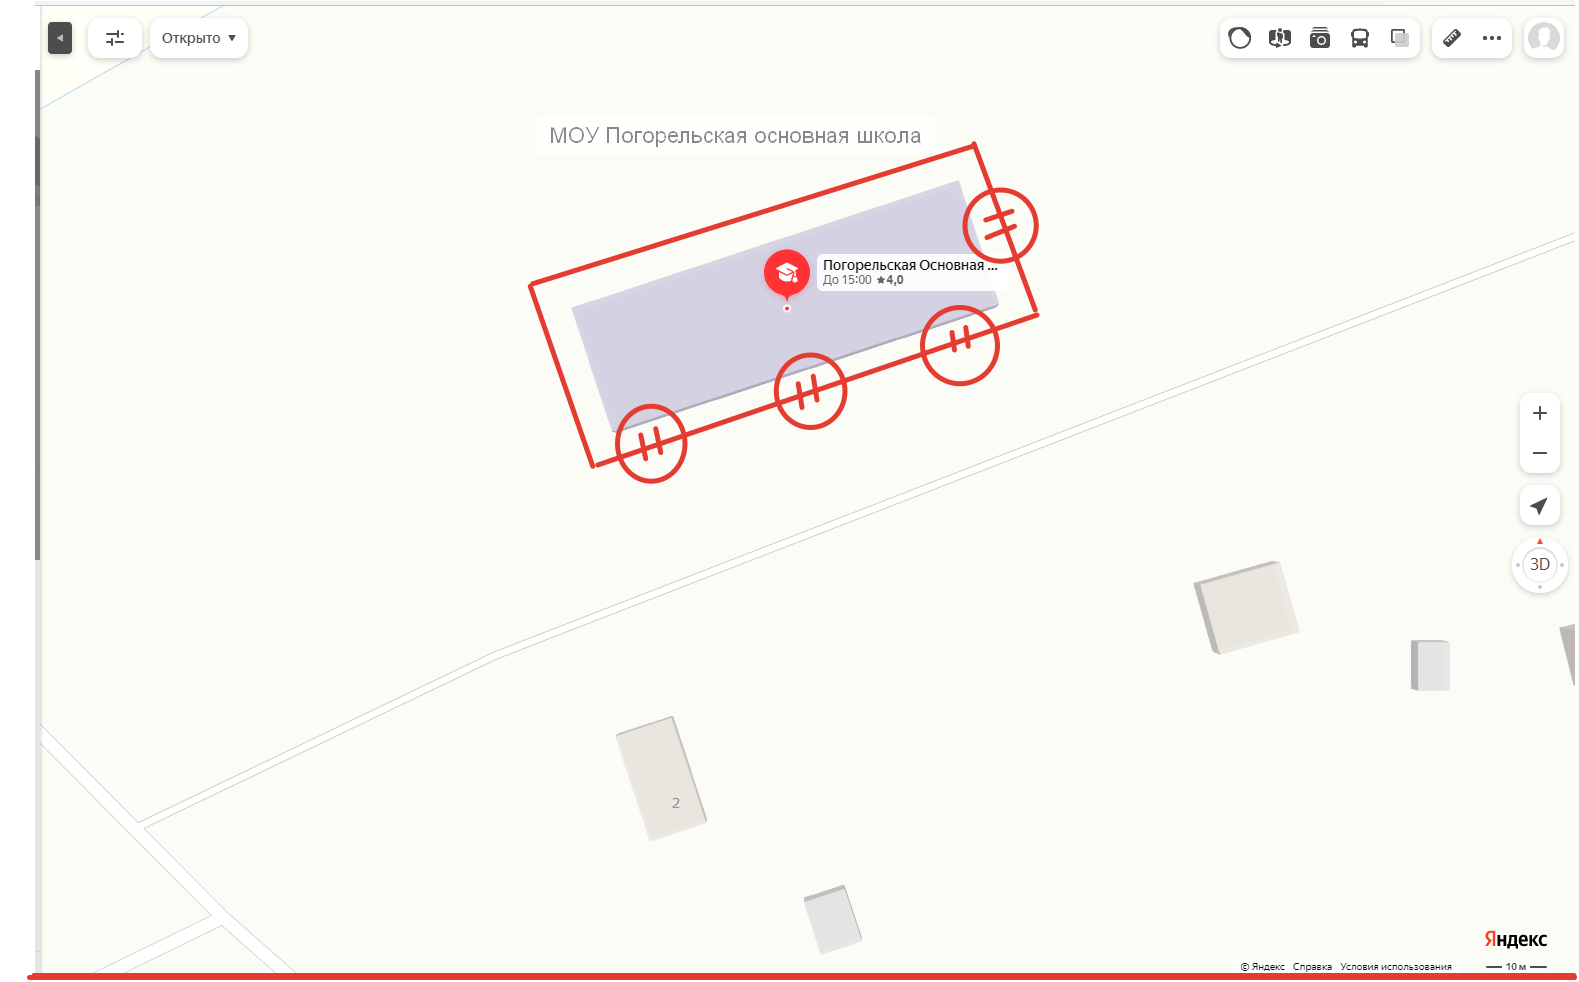 Открыто
МОУ Погорельская основная школа
Погорельская Основная ...
До 15:00 ★4,0
3D
2
Яндекс
© Яндекс Справка Условия использования
10 м